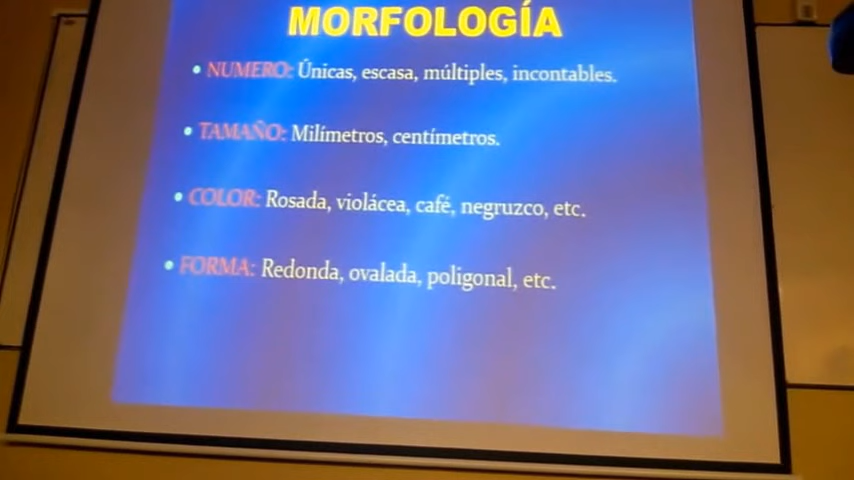 MORFOLOGÍA
• NUMERO: Únicas, escasa, múltiples, incontables.
• TAMAÑO: Milímetros, centímetros.
• COLOR: Rosada, violácea, café, negruzco, etc.
• FORMA: Redonda, ovalada, poligonal, etc.